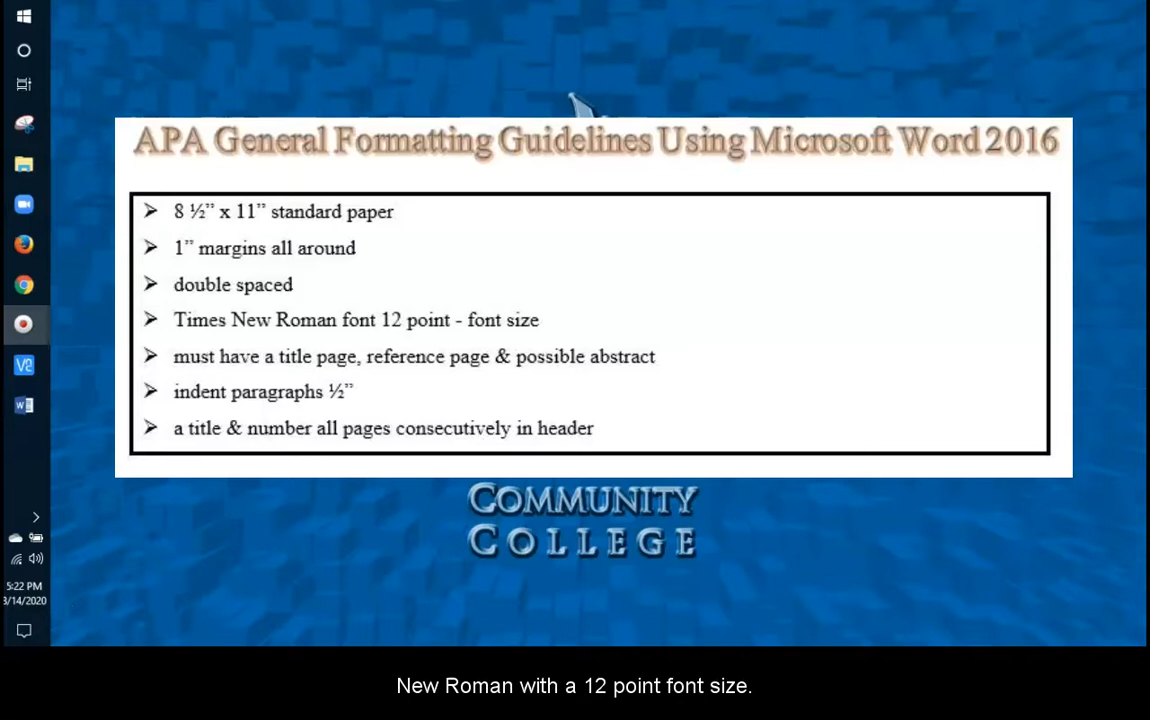 APA General Formatting Guidelines Using Microsoft Word 2016
➢ 8 ½” x 11” standard paper
➢ 1” margins all around
➢ double spaced
➢ Times New Roman font 12 point - font size
➢ must have a title page, reference page & possible abstract
➢ indent paragraphs ½”
➢ a title & number all pages consecutively in header
COMMUNITY
COLLEGE
5:22 PM
3/14/2020
New Roman with a 12 point font size.